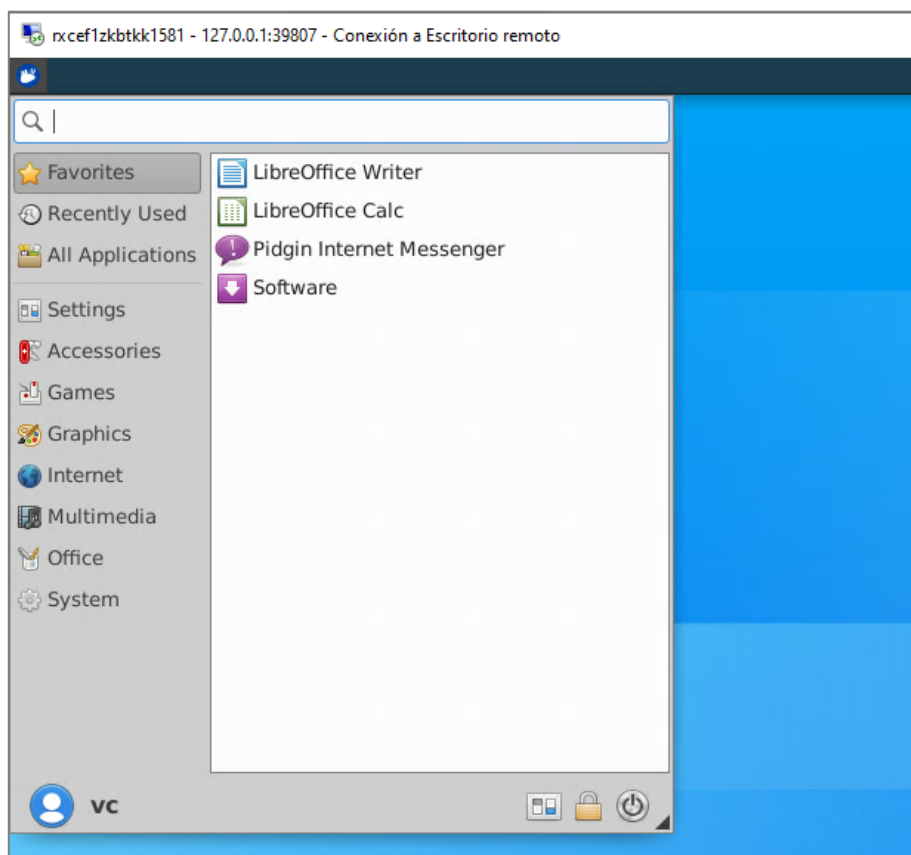 rxcef1zkbtkk1581 - 127.0.0.1:39807 - Conexión a Escritorio remoto
Favorites
Recently Used
All Applications
Settings
Accessories
Games
Graphics
Internet
Multimedia
Office
System
LibreOffice Writer
LibreOffice Calc
Pidgin Internet Messenger
Software
vc